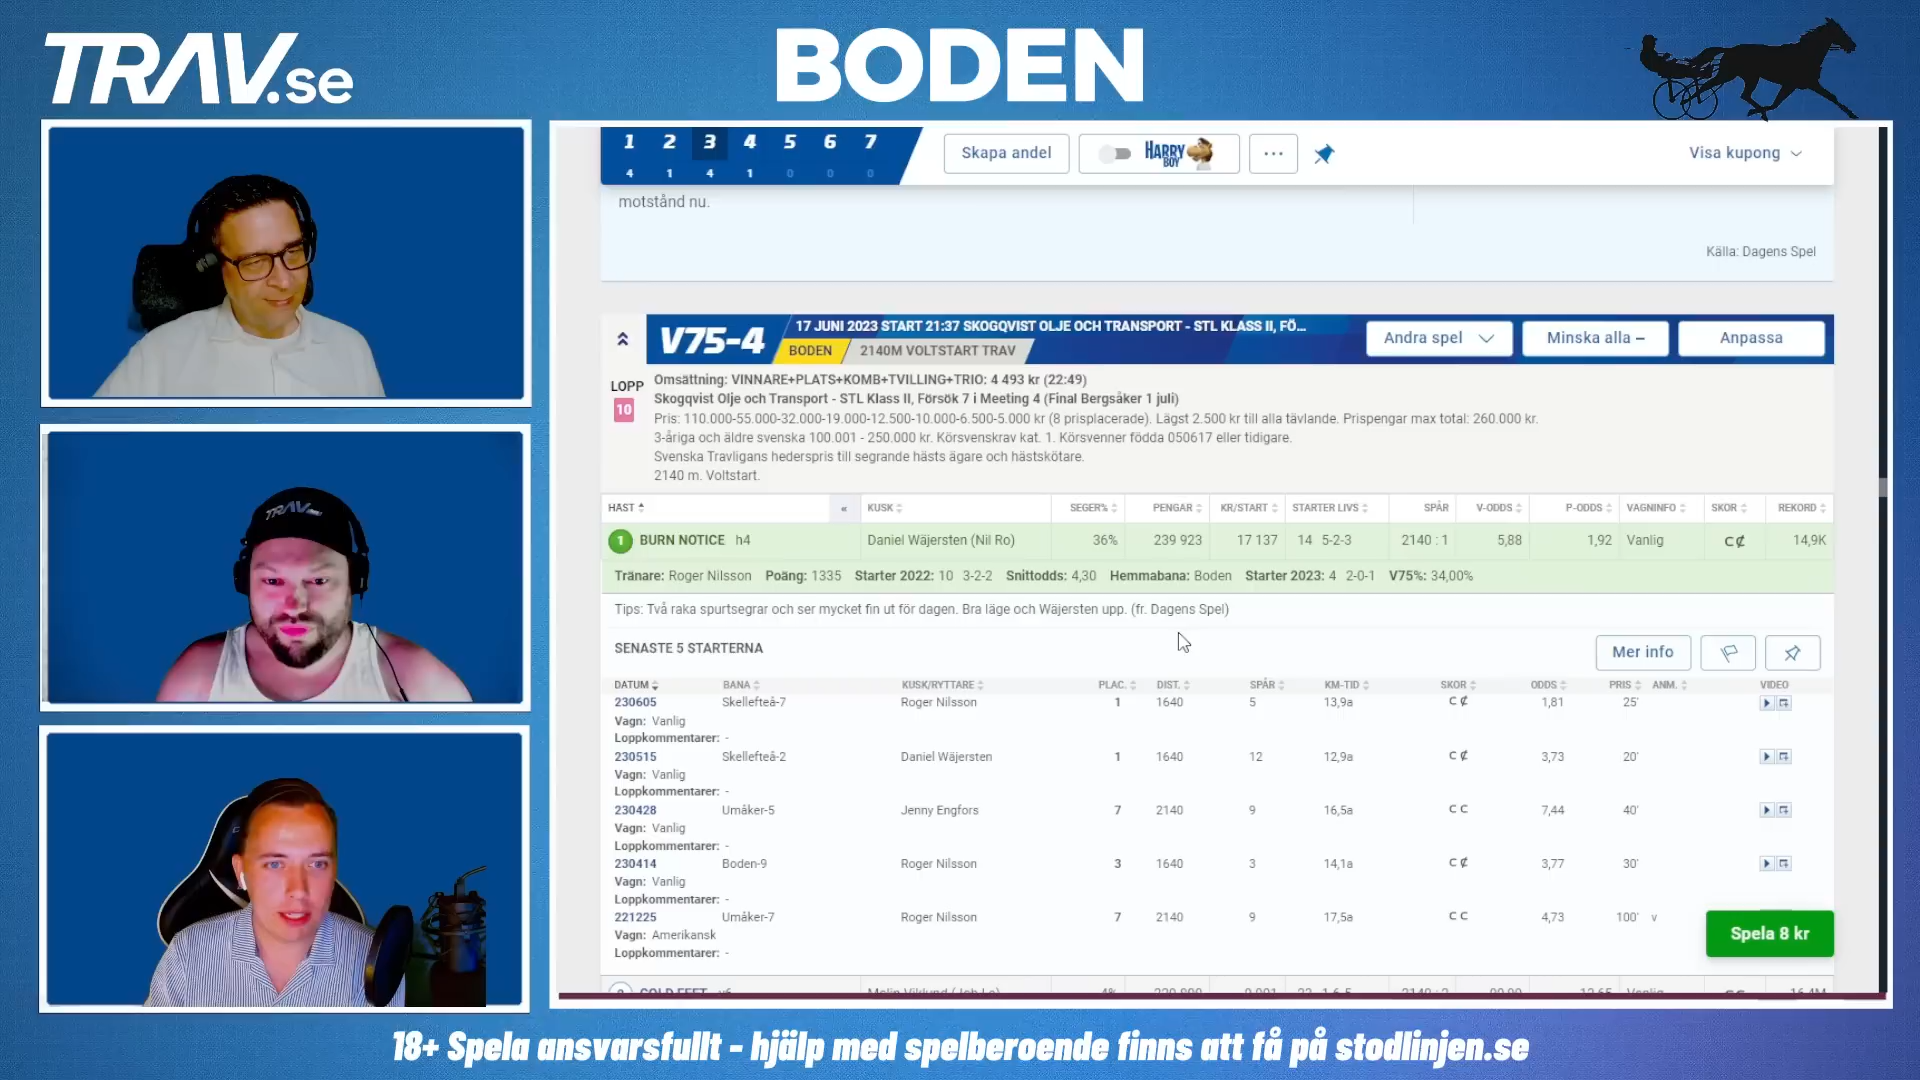 TRAV.se
BODEN
1 2 3 4 5 6 7
4 1 4 1 0 0 0
Skapa andel
HARRY BOY
Visa kupong
motstånd nu.
Källa: Dagens Spel
V75-4
17 JUNI 2023 START 21:37 SKOGQVIST OLJE OCH TRANSPORT - STL KLASS II, FÖ...
BODEN 2140M VOLTSTART TRAV
Andra spel
Minska alla –
Anpassa
LOPP
10
Omsättning: VINNARE+PLATS+KOMB+TVILLING+TRIO: 4 493 kr (22:49)
Skogqvist Olje och Transport - STL Klass II, Försök 7 i Meeting 4 (Final Bergsåker 1 juli)
Pris: 110.000-55.000-32.000-19.000-12.500-10.000-6.500-5.000 kr (8 prisplacerade). Lägst 2.500 kr till alla tävlande. Prispengar max total: 260.000 kr.
3-åriga och äldre svenska 100.001 - 250.000 kr. Körsvenskrav kat. 1. Körsvenner födda 050617 eller tidigare.
Svenska Travligans hederspris till segrande hästs ägare och hästskötare.
2140 m. Voltstart.
HÄST « KUSK SEGER% PENGAR KR/START STARTER LIVS SPÅR V-ODDS P-ODDS VAGNINFO SKOR REKORD
1 BURN NOTICE h4 Daniel Wäjersten (Nil Ro) 36% 239 923 17 137 14 5-2-3 2140 : 1 5,88 1,92 Vanlig C₵ 14,9K
Tränare: Roger Nilsson Poäng: 1335 Starter 2022: 10 3-2-2 Snittodds: 4,30 Hemmabana: Boden Starter 2023: 4 2-0-1 V75%: 34,00%
Tips: Två raka spurtsegrar och ser mycket fin ut för dagen. Bra läge och Wäjersten upp. (fr. Dagens Spel)
SENASTE 5 STARTERNA
Mer info
DATUM BANA KUSK/RYTTARE PLAC. DIST. SPÅR KM-TID SKOR ODDS PRIS ANM. VIDEO
230605 Skellefteå-7 Roger Nilsson 1 1640 5 13,9a C ₵ 1,81 25'
Vagn: Vanlig
Loppkommentarer: -
230515 Skellefteå-2 Daniel Wäjersten 1 1640 12 12,9a C ₵ 3,73 20'
Vagn: Vanlig
Loppkommentarer: -
230428 Umåker-5 Jenny Engfors 7 2140 9 16,5a C C 7,44 40'
Vagn: Vanlig
Loppkommentarer: -
230414 Boden-9 Roger Nilsson 3 1640 3 14,1a C ₵ 3,77 30'
Vagn: Vanlig
Loppkommentarer: -
221225 Umåker-7 Roger Nilsson 7 2140 9 17,5a C C 4,73 100' v
Vagn: Amerikansk
Loppkommentarer: -
Spela 8 kr
TRAV.se
18+ Spela ansvarsfullt - hjälp med spelberoende finns att få på stodlinjen.se